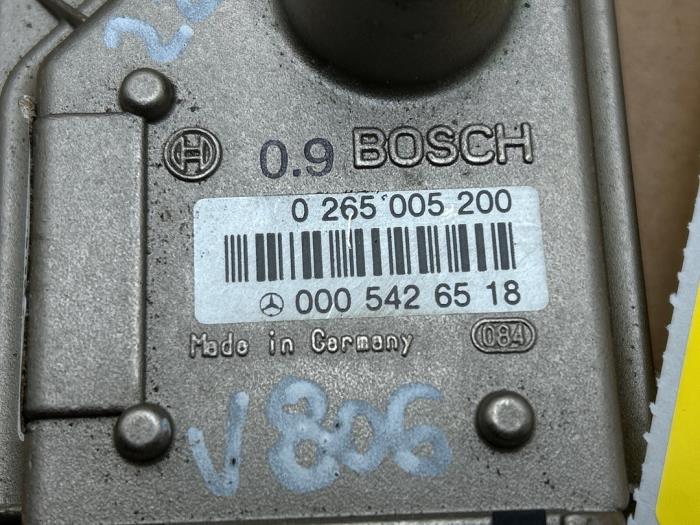 0.9 BOSCH
0 265 005 200
000 542 65 18
Made in Germany 084
V806